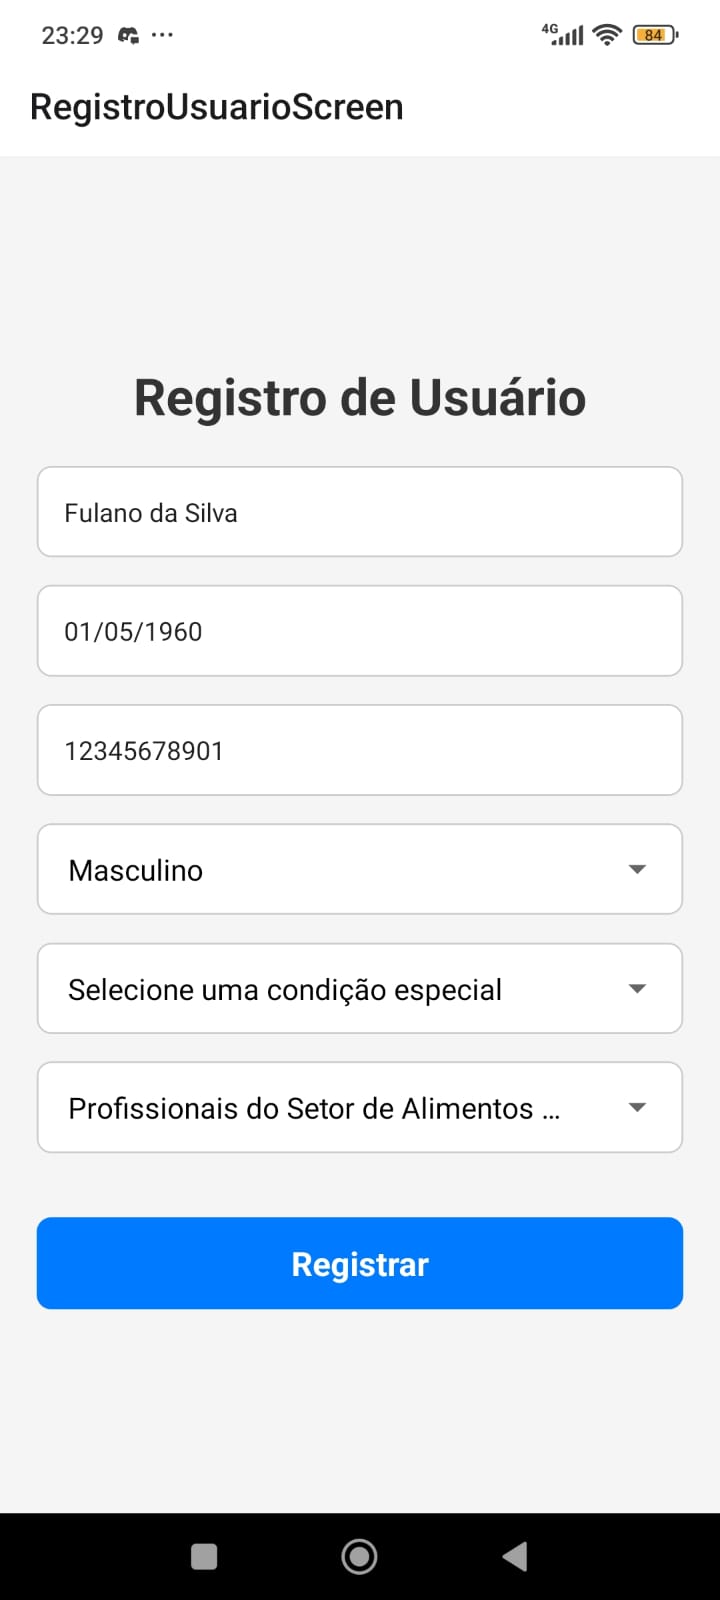 23:29 ...
4G 84
RegistroUsuarioScreen
Registro de Usuário
Fulano da Silva
01/05/1960
12345678901
Masculino
Selecione uma condição especial
Profissionais do Setor de Alimentos ...
Registrar